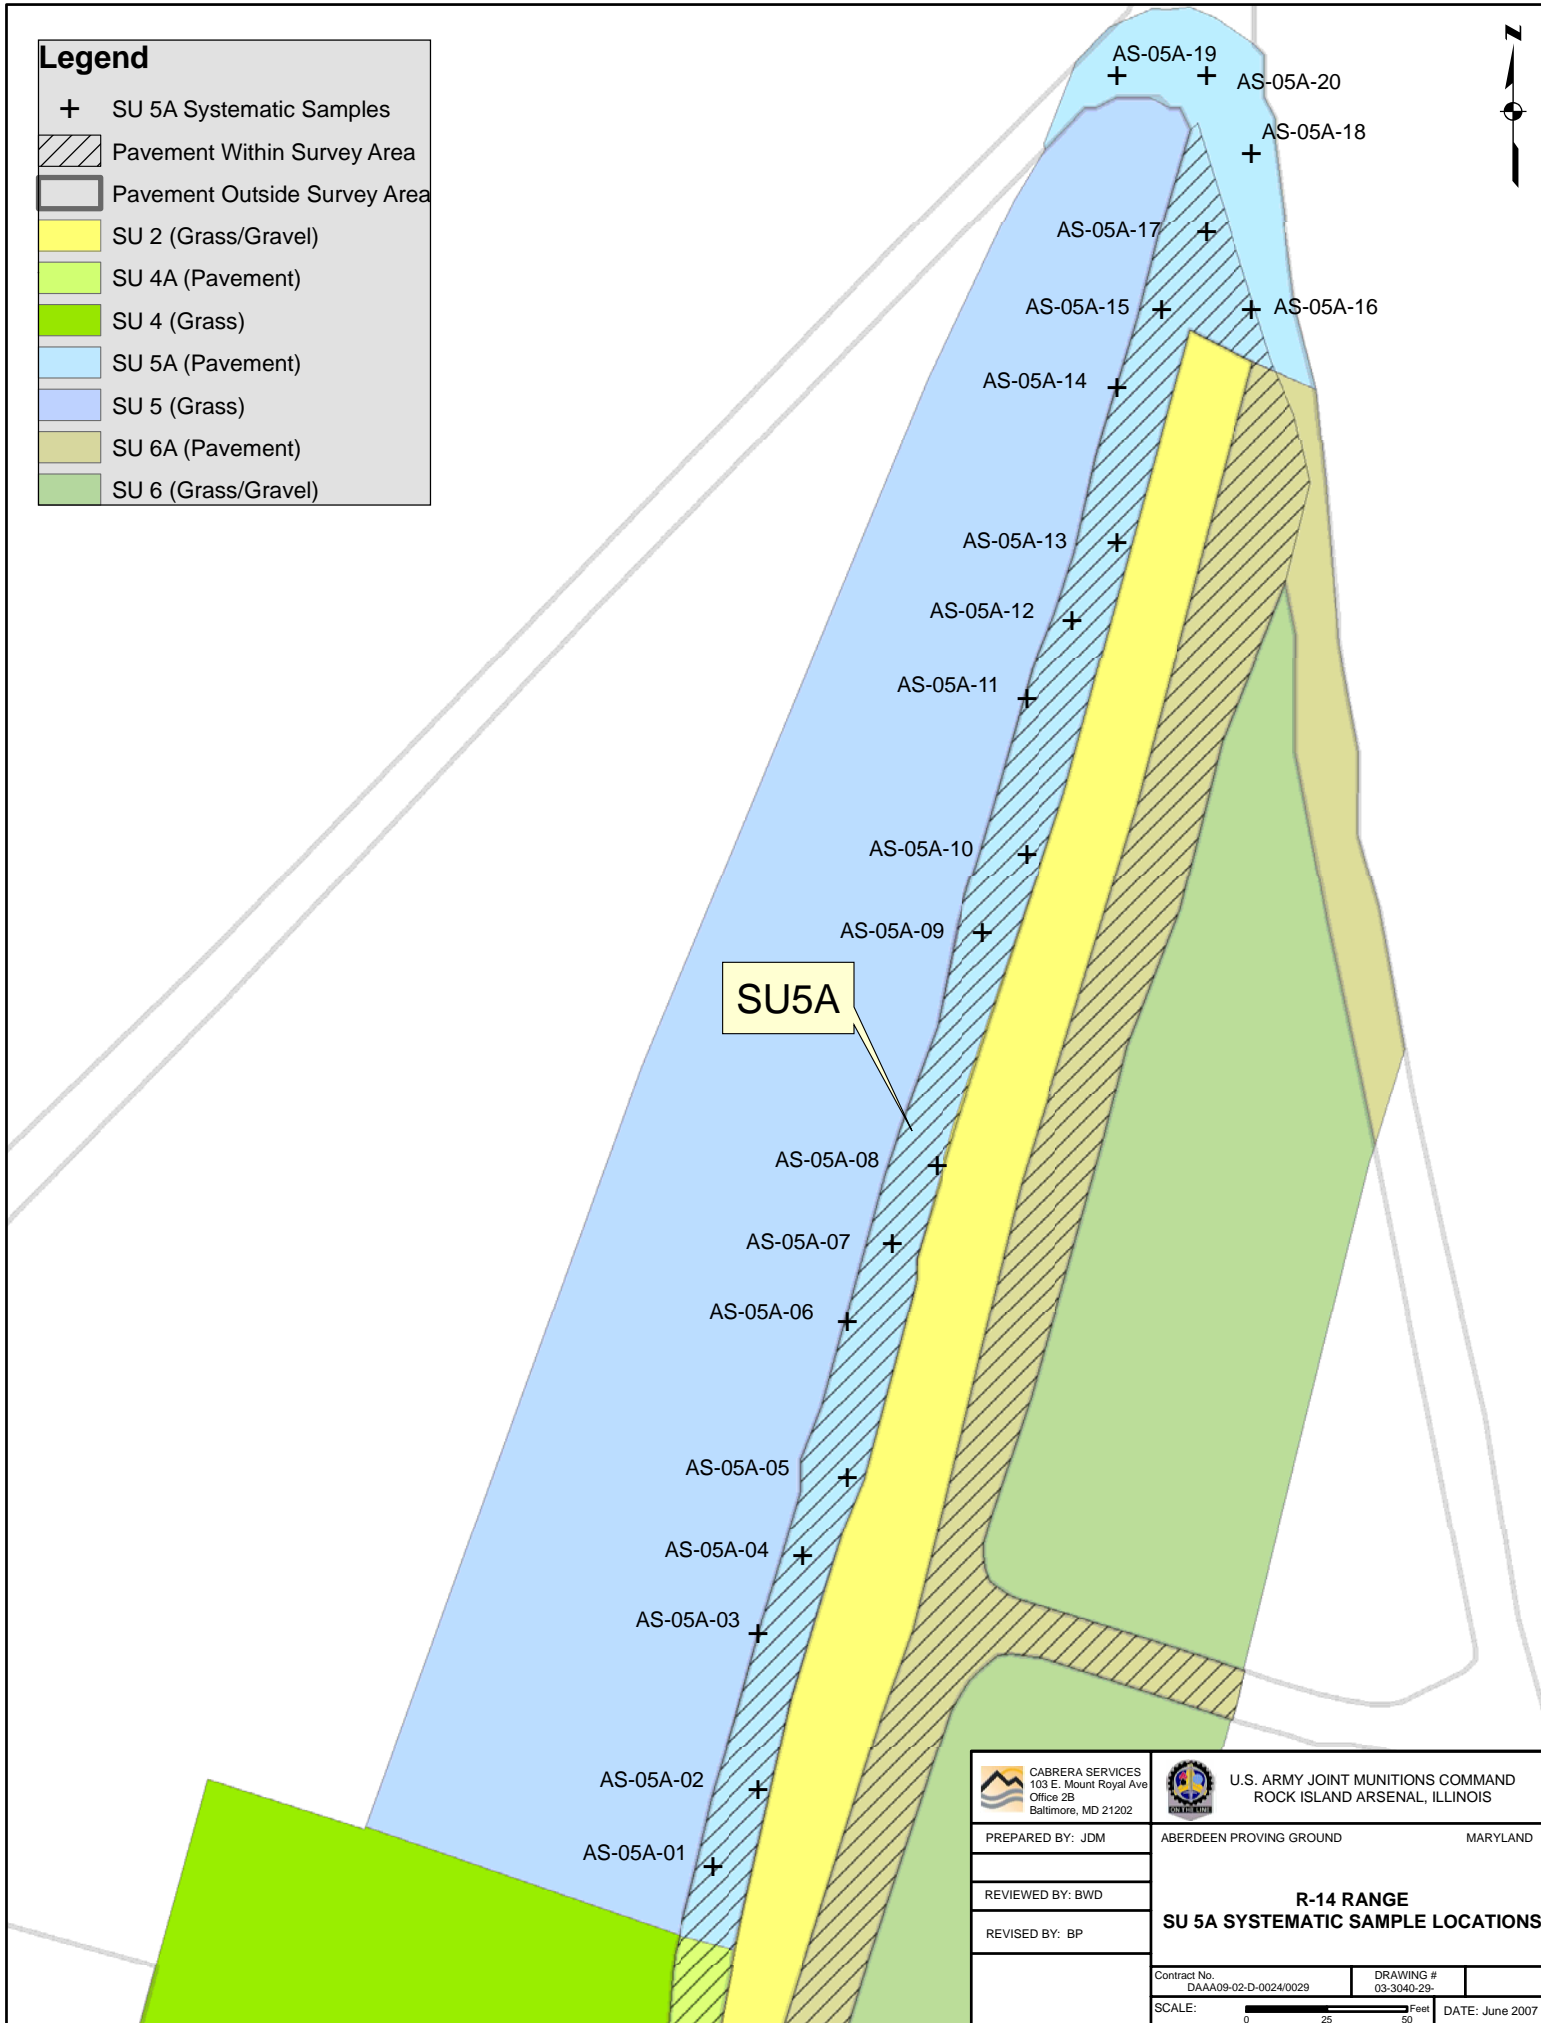 Legend
SU 5A Systematic Samples
Pavement Within Survey Area
Pavement Outside Survey Area
SU 2 (Grass/Gravel)
SU 4A (Pavement)
SU 4 (Grass)
SU 5A (Pavement)
SU 5 (Grass)
SU 6A (Pavement)
SU 6 (Grass/Gravel)
N
AS-05A-19
AS-05A-20
AS-05A-18
AS-05A-17
AS-05A-15
AS-05A-16
AS-05A-14
AS-05A-13
AS-05A-12
AS-05A-11
AS-05A-10
AS-05A-09
SU5A
AS-05A-08
AS-05A-07
AS-05A-06
AS-05A-05
AS-05A-04
AS-05A-03
AS-05A-02
AS-05A-01
CABRERA SERVICES
103 E. Mount Royal Ave
Office 2B
Baltimore, MD 21202
ON THE LINE
U.S. ARMY JOINT MUNITIONS COMMAND
ROCK ISLAND ARSENAL, ILLINOIS
PREPARED BY: JDM
ABERDEEN PROVING GROUND MARYLAND
REVIEWED BY: BWD
REVISED BY: BP
R-14 RANGE
SU 5A SYSTEMATIC SAMPLE LOCATIONS
Contract No.
DAAA09-02-D-0024/0029
DRAWING #
03-3040-29-
SCALE:
Feet
0 25 50
DATE: June 2007